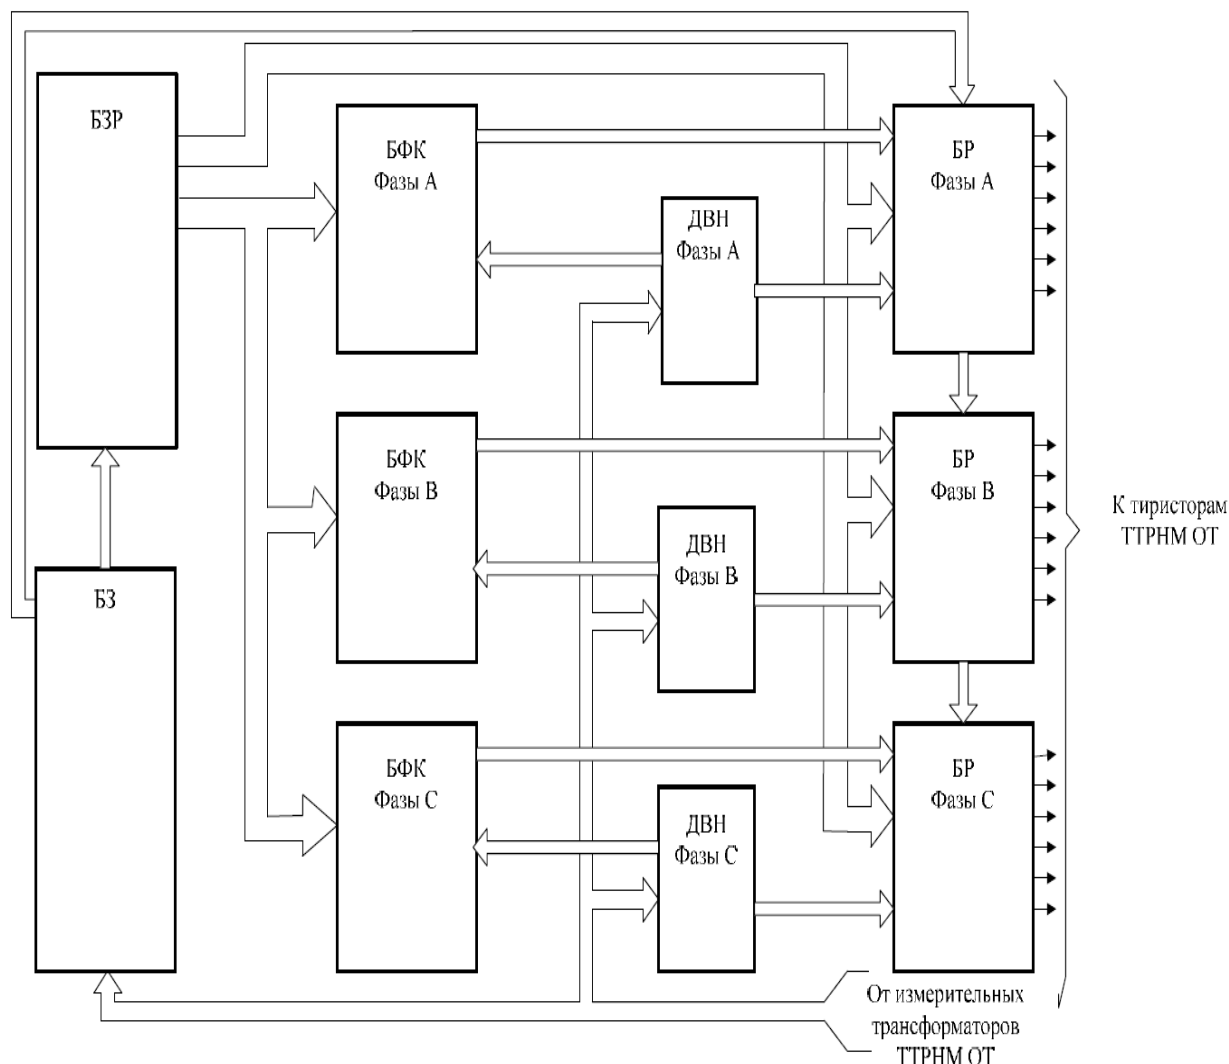 БЗР
БФК
Фазы А
БР
Фазы А
ДВН
Фазы А
БФК
Фазы В
БР
Фазы В
К тиристорам
ТТРНМ ОТ
ДВН
Фазы В
БЗ
БФК
Фазы С
БР
Фазы С
ДВН
Фазы С
От измерительных
трансформаторов
ТТРНМ ОТ